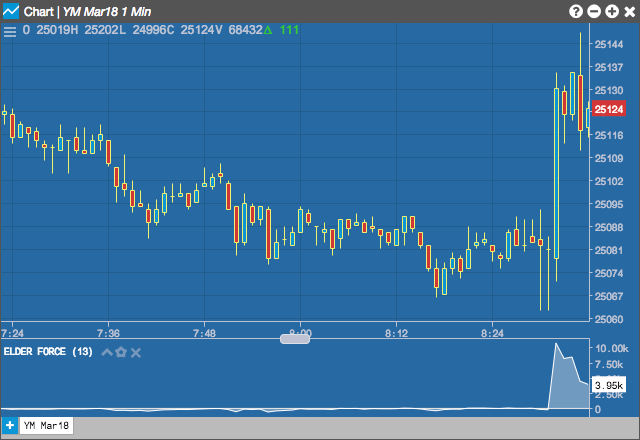 Chart | YM Mar18 1 Min
O 25019H 25202L 24996C 25124V 68432Δ 111
25144
25137
25130
25124
25116
25109
25102
25095
25088
25081
25074
25067
25060
7:24 7:36 7:48 8:00 8:12 8:24
ELDER FORCE (13)
10.00k
7.50k
3.95k
2.50k
0
YM Mar18